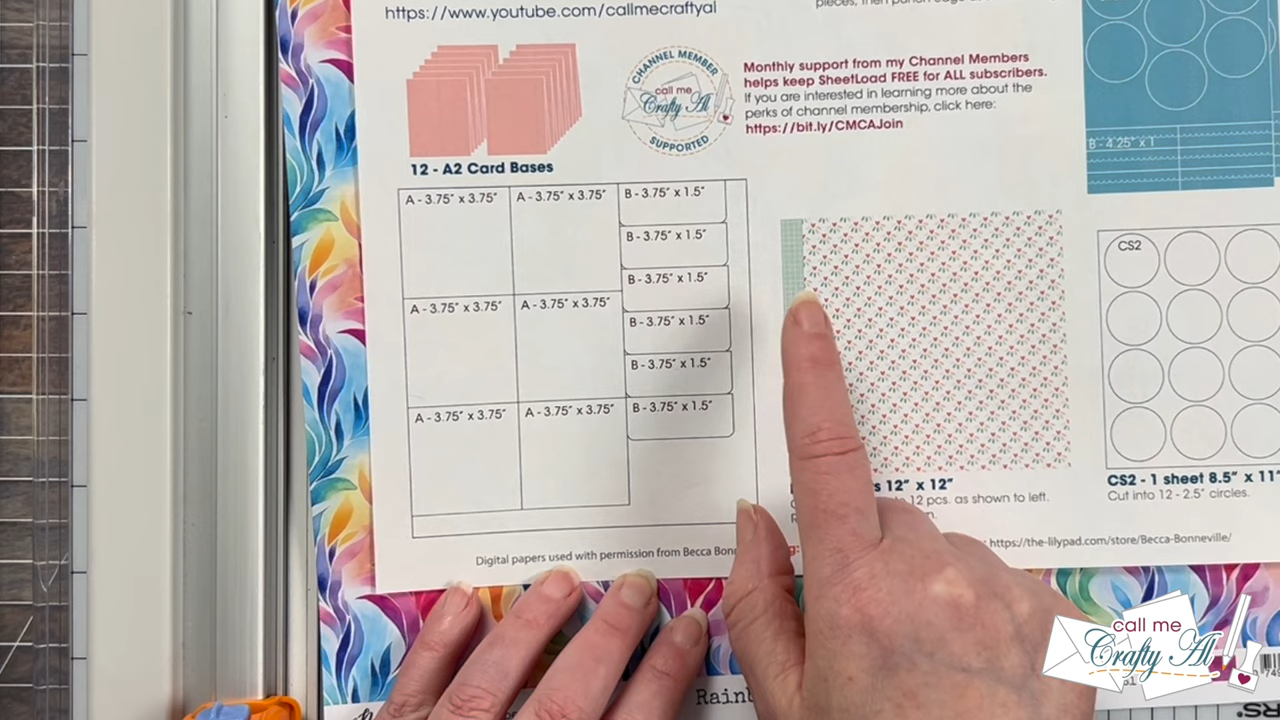 https://www.youtube.com/callmecraftyal
pieces, then punch edge
CHANNEL MEMBER
call me
Crafty Al
SUPPORTED
Monthly support from my Channel Members
helps keep SheetLoad FREE for ALL subscribers.
If you are interested in learning more about the
perks of channel membership, click here:
https://bit.ly/CMCAJoin
B - 4.25" x 1
12 - A2 Card Bases
A - 3.75" x 3.75"
A - 3.75" x 3.75"
B - 3.75" x 1.5"
B - 3.75" x 1.5"
B - 3.75" x 1.5"
A - 3.75" x 3.75"
A - 3.75" x 3.75"
B - 3.75" x 1.5"
B - 3.75" x 1.5"
A - 3.75" x 3.75"
A - 3.75" x 3.75"
B - 3.75" x 1.5"
CS2
12" x 12"
12 pcs. as shown to left.
CS2 - 1 sheet 8.5" x 11"
Cut into 12 - 2.5" circles.
Digital papers used with permission from Becca
https://the-lilypad.com/store/Becca-Bonneville/
call me
Crafty Al